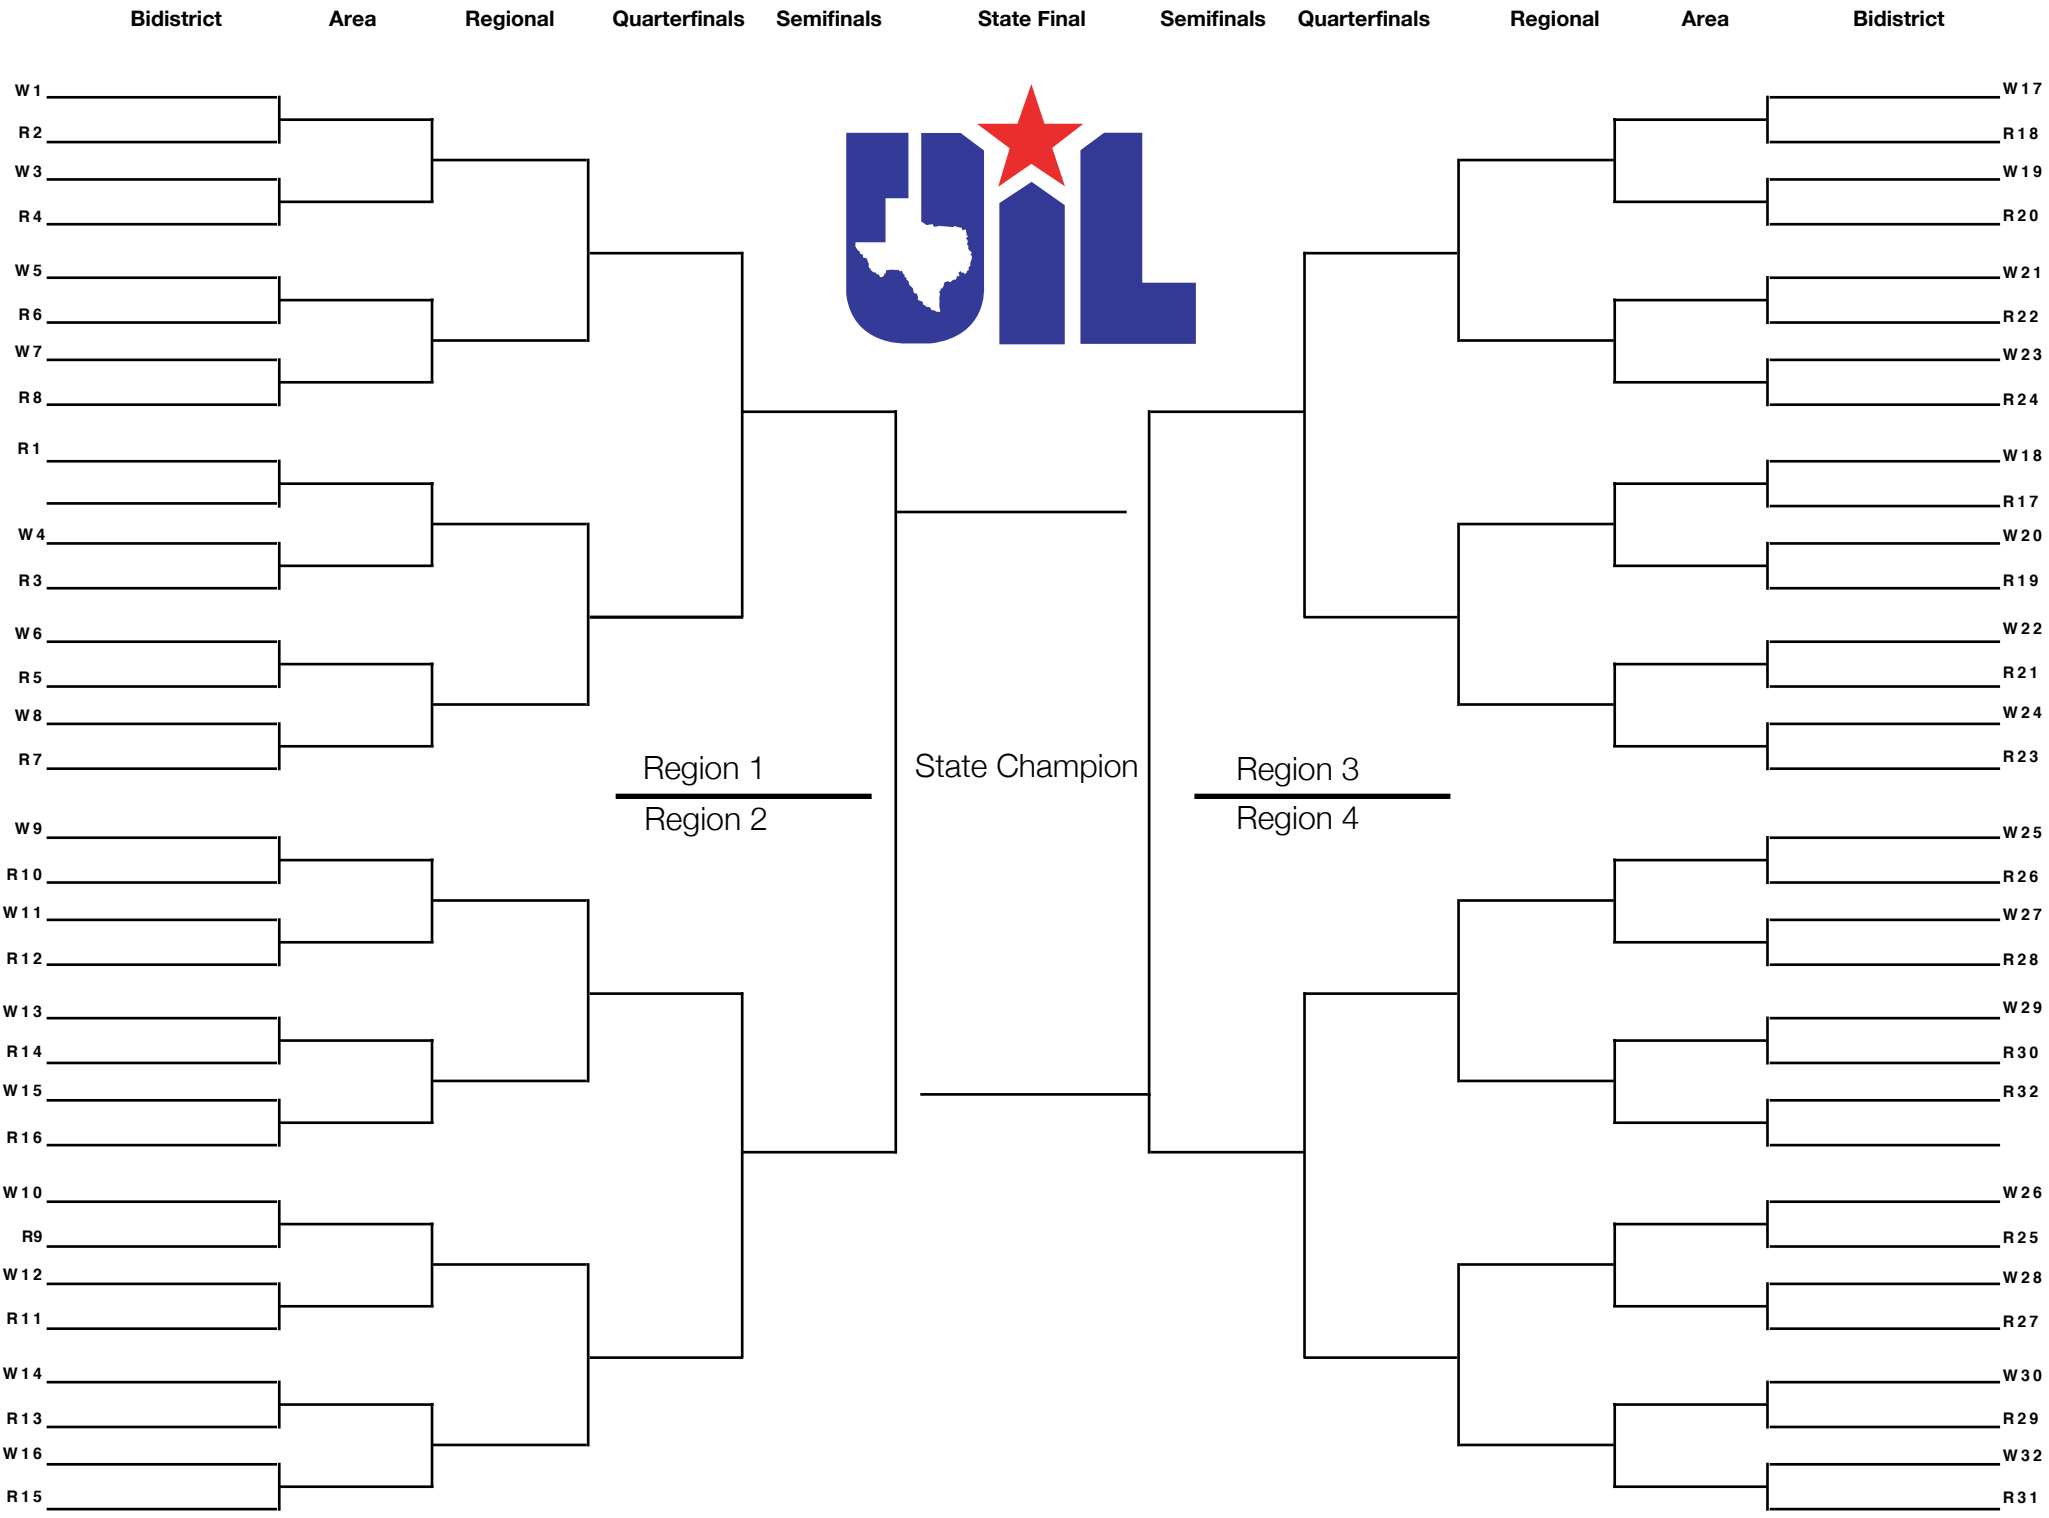 Bidistrict Area Regional Quarterfinals Semifinals State Final Semifinals Quarterfinals Regional Area Bidistrict
UIL
W1
R2
W3
R4
W5
R6
W7
R8
R1
W4
R3
W6
R5
W8
R7
Region 1
Region 2
W9
R10
W11
R12
W13
R14
W15
R16
W10
R9
W12
R11
W14
R13
W16
R15
State Champion
W17
R18
W19
R20
W21
R22
W23
R24
W18
R17
W20
R19
W22
R21
W24
R23
Region 3
Region 4
W25
R26
W27
R28
W29
R30
R32
W26
R25
W28
R27
W30
R29
W32
R31